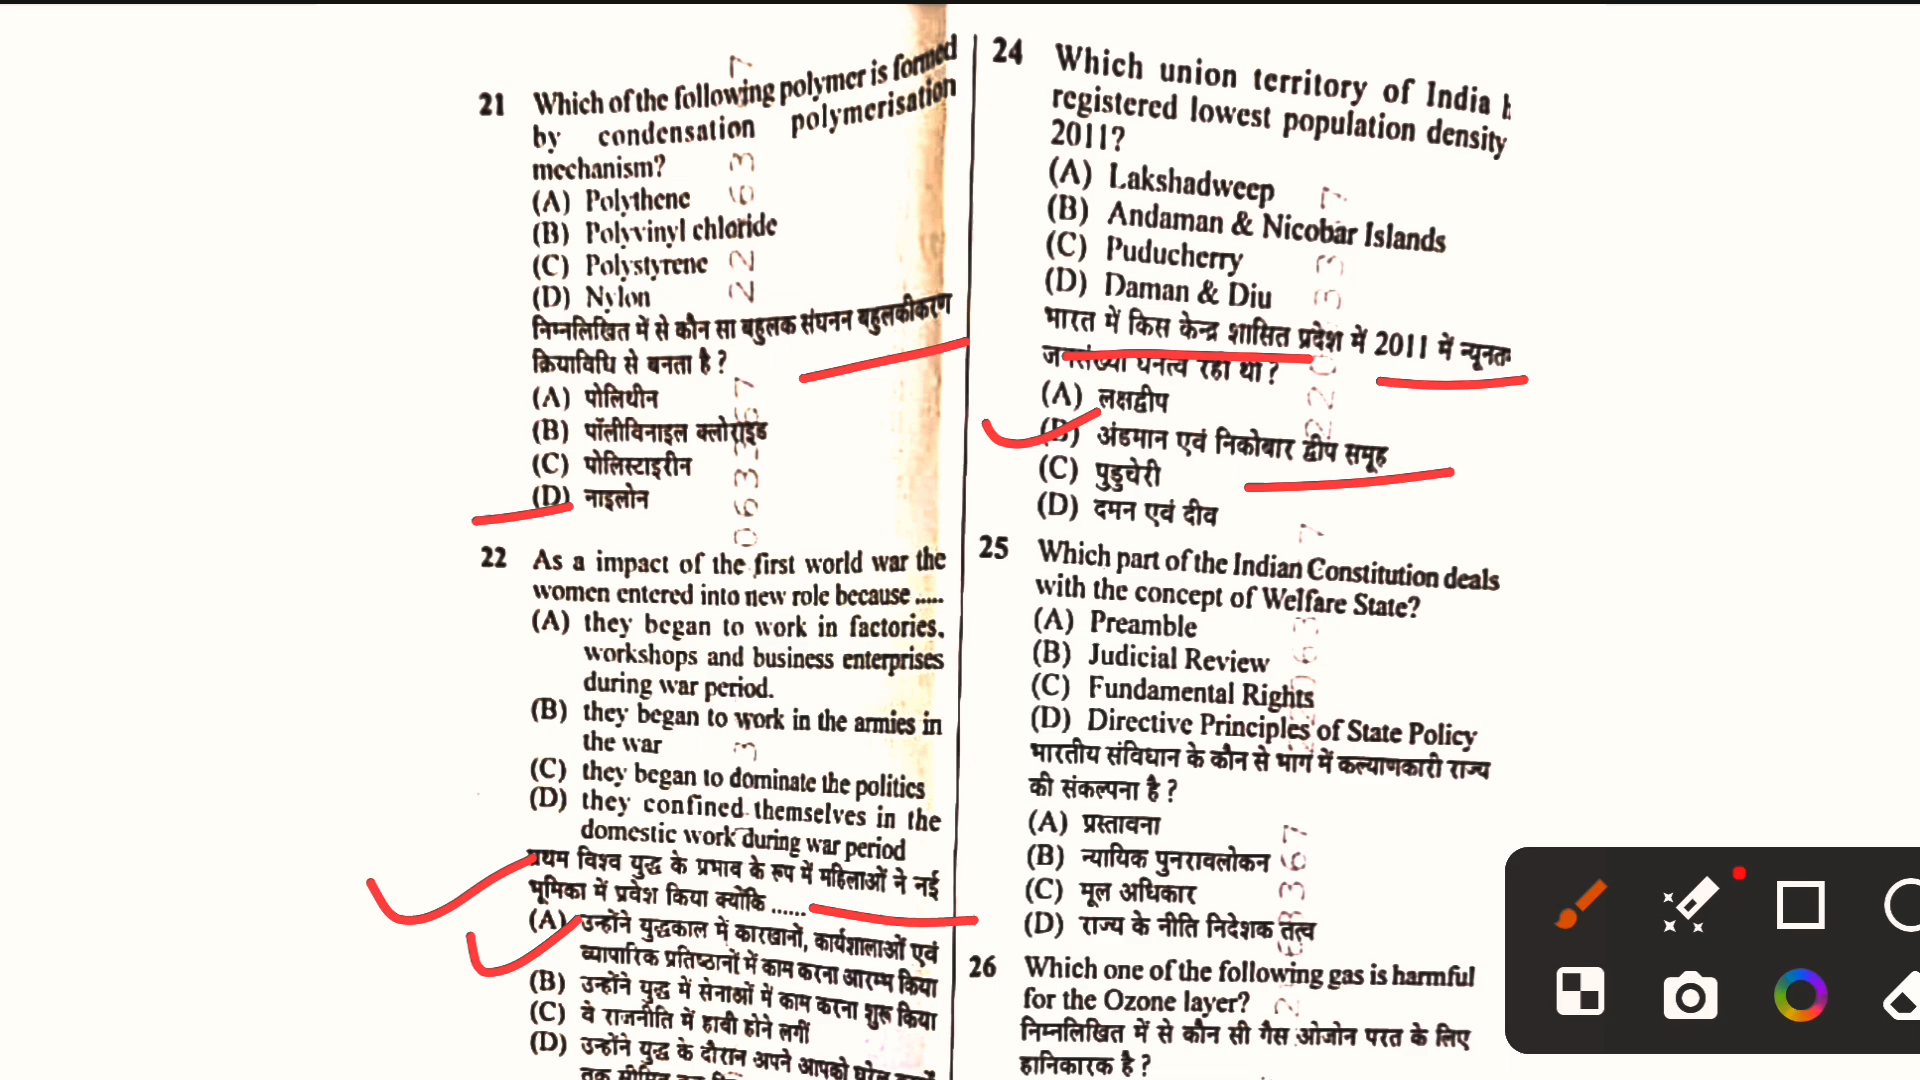 21 Which of the following polymer is formed
by condensation polymerisation
mechanism?
(A) Polythene
(B) Polyvinyl chloride
(C) Polystyrene
(D) Nylon
निम्नलिखित में से कौन सा बहुलक संघनन बहुलकीकरण
क्रियाविधि से बनता है ?
(A) पोलिथीन
(B) पॉलीविनाइल क्लोराइड
(C) पोलिस्टाइरीन
(D) नाइलोन
22 As a impact of the first world war the
women entered into new role because .....
(A) they began to work in factories,
workshops and business enterprises
during war period.
(B) they began to work in the armies in
the war
(C) they began to dominate the politics
(D) they confined themselves in the
domestic work during war period
प्रथम विश्व युद्ध के प्रभाव के रूप में महिलाओं ने नई
भूमिका में प्रवेश किया क्योंकि ......
(A) उन्होंने युद्धकाल में कारखानों, कार्यशालाओं एवं
व्यापारिक प्रतिष्ठानों में काम करना आरम्भ किया
(B) उन्होंने युद्ध में सेनाओं में काम करना शुरू किया
(C) वे राजनीति में हावी होने लगीं
(D) उन्होंने युद्ध के दौरान अपने आपको घरेलू
24 Which union territory of India
registered lowest population density
2011?
(A) Lakshadweep
(B) Andaman & Nicobar Islands
(C) Puducherry
(D) Daman & Diu
भारत में किस केन्द्र शासित प्रदेश में 2011 में
जनसंख्या घनत्व रहा था ?
(A) लक्षद्वीप
(B) अंडमान एवं निकोबार द्वीप समूह
(C) पुडुचेरी
(D) दमन एवं दीव
25 Which part of the Indian Constitution deals
with the concept of Welfare State?
(A) Preamble
(B) Judicial Review
(C) Fundamental Rights
(D) Directive Principles of State Policy
भारतीय संविधान के कौन से भाग में कल्याणकारी राज्य
की संकल्पना है ?
(A) प्रस्तावना
(B) न्यायिक पुनरावलोकन
(C) मूल अधिकार
(D) राज्य के नीति निदेशक तत्व
26 Which one of the following gas is harmful
for the Ozone layer?
निम्नलिखित में से कौन सी गैस ओजोन परत के लिए
हानिकारक है ?